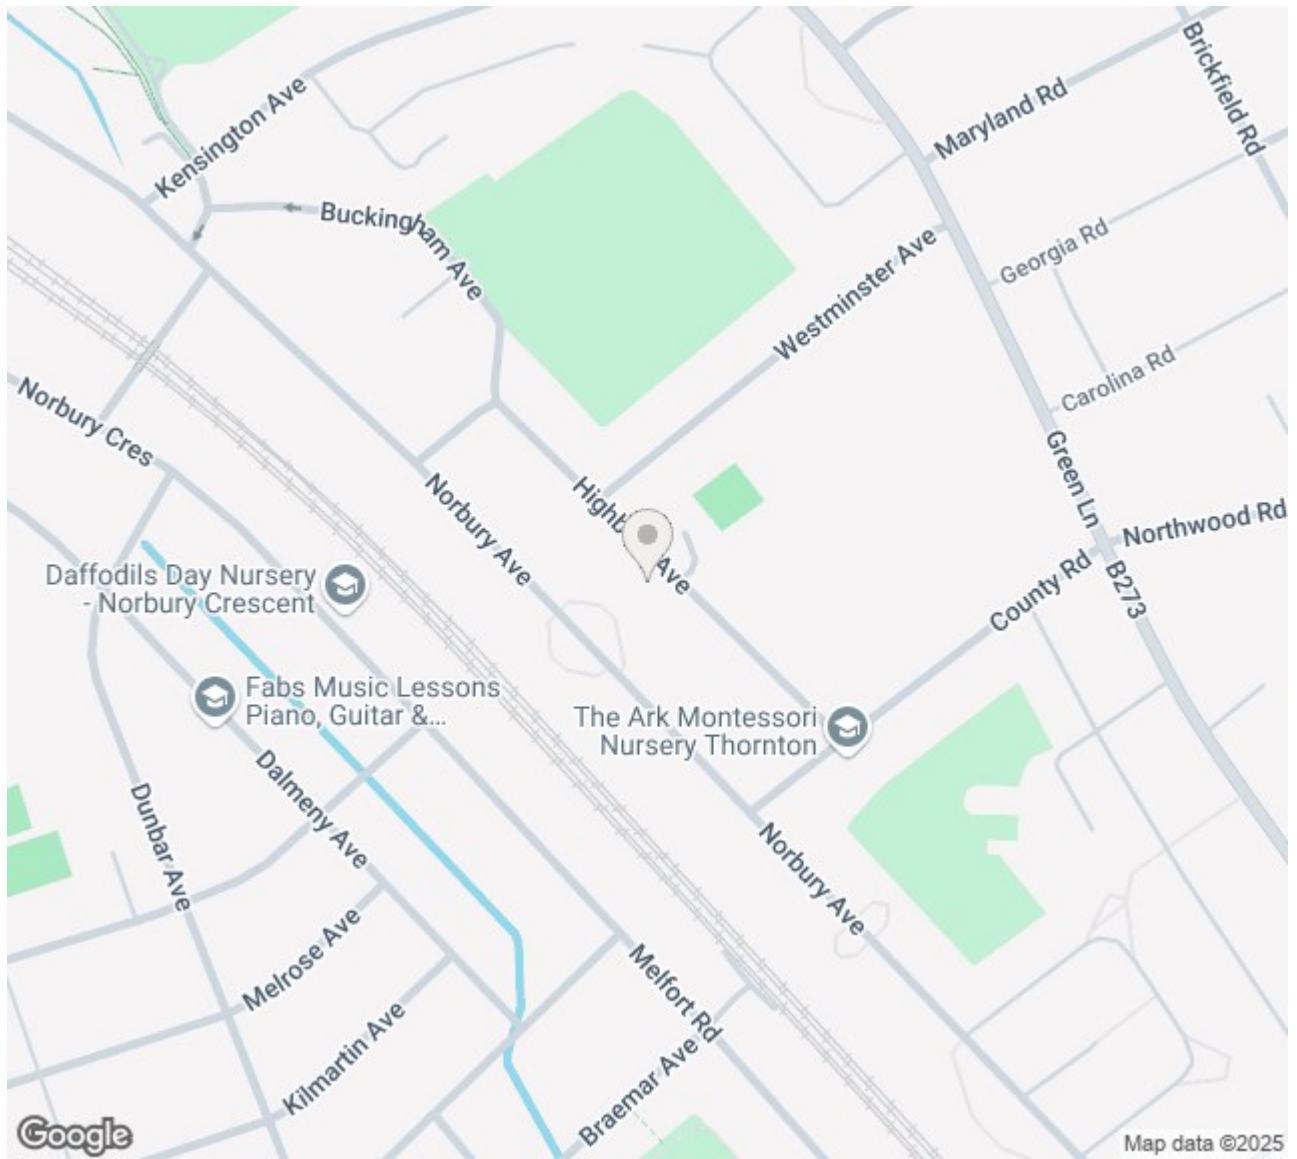 Brickfield Rd
Kensington Ave
Maryland Rd
Buckingham Ave
Westminster Ave
Georgia Rd
Carolina Rd
Norbury Cres
Norbury Ave
Ave
Green Ln
Northwood Rd
B273
County Rd
Daffodils Day Nursery
- Norbury Crescent
Fabs Music Lessons
Piano, Guitar &...
The Ark Montessori
Nursery Thornton
Dalmeny Ave
Dunbar Ave
Norbury Ave
Melrose Ave
Melfort Rd
Kilmartin Ave
Braemar Ave
Google
Map data ©2025